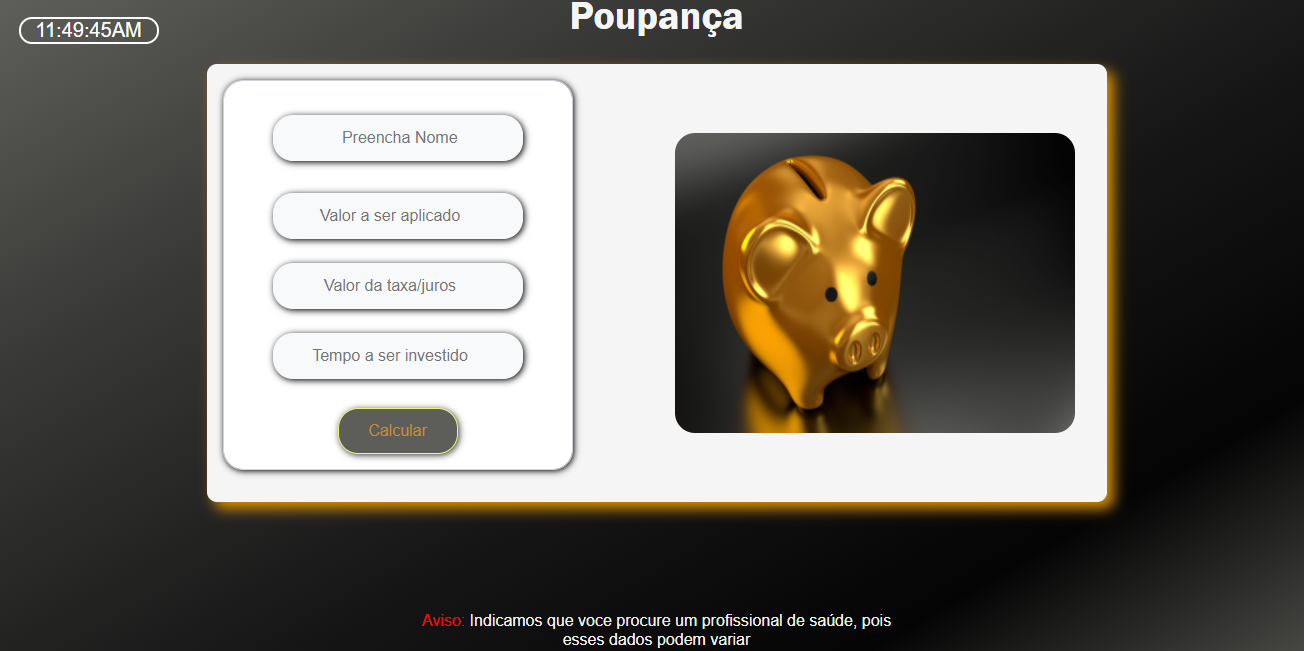 11:49:45AM
Poupança
Preencha Nome
Valor a ser aplicado
Valor da taxa/juros
Tempo a ser investido
Calcular
Aviso: Indicamos que voce procure um profissional de saúde, pois
esses dados podem variar